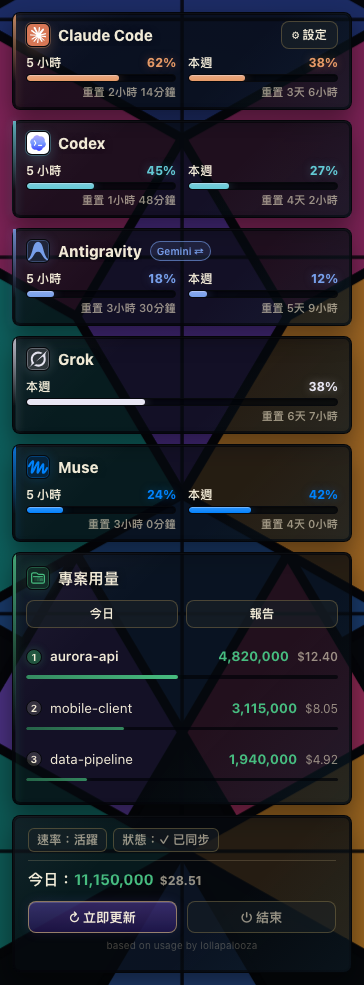 Claude Code ⚙ 設定
5 小時 62% 本週 38%
重置 2小時 14分鐘 重置 3天 6小時
Codex
5 小時 45% 本週 27%
重置 1小時 48分鐘 重置 4天 2小時
Antigravity Gemini ⇄
5 小時 18% 本週 12%
重置 3小時 30分鐘 重置 5天 9小時
Grok
本週 38%
重置 6天 7小時
Muse
5 小時 24% 本週 42%
重置 3小時 0分鐘 重置 4天 0小時
專案用量
今日 報告
1 aurora-api 4,820,000 $12.40
2 mobile-client 3,115,000 $8.05
3 data-pipeline 1,940,000 $4.92
速率：活躍 狀態：✓ 已同步
今日：11,150,000 $28.51
↻ 立即更新 ⏻ 結束
based on usage by lollapalooza